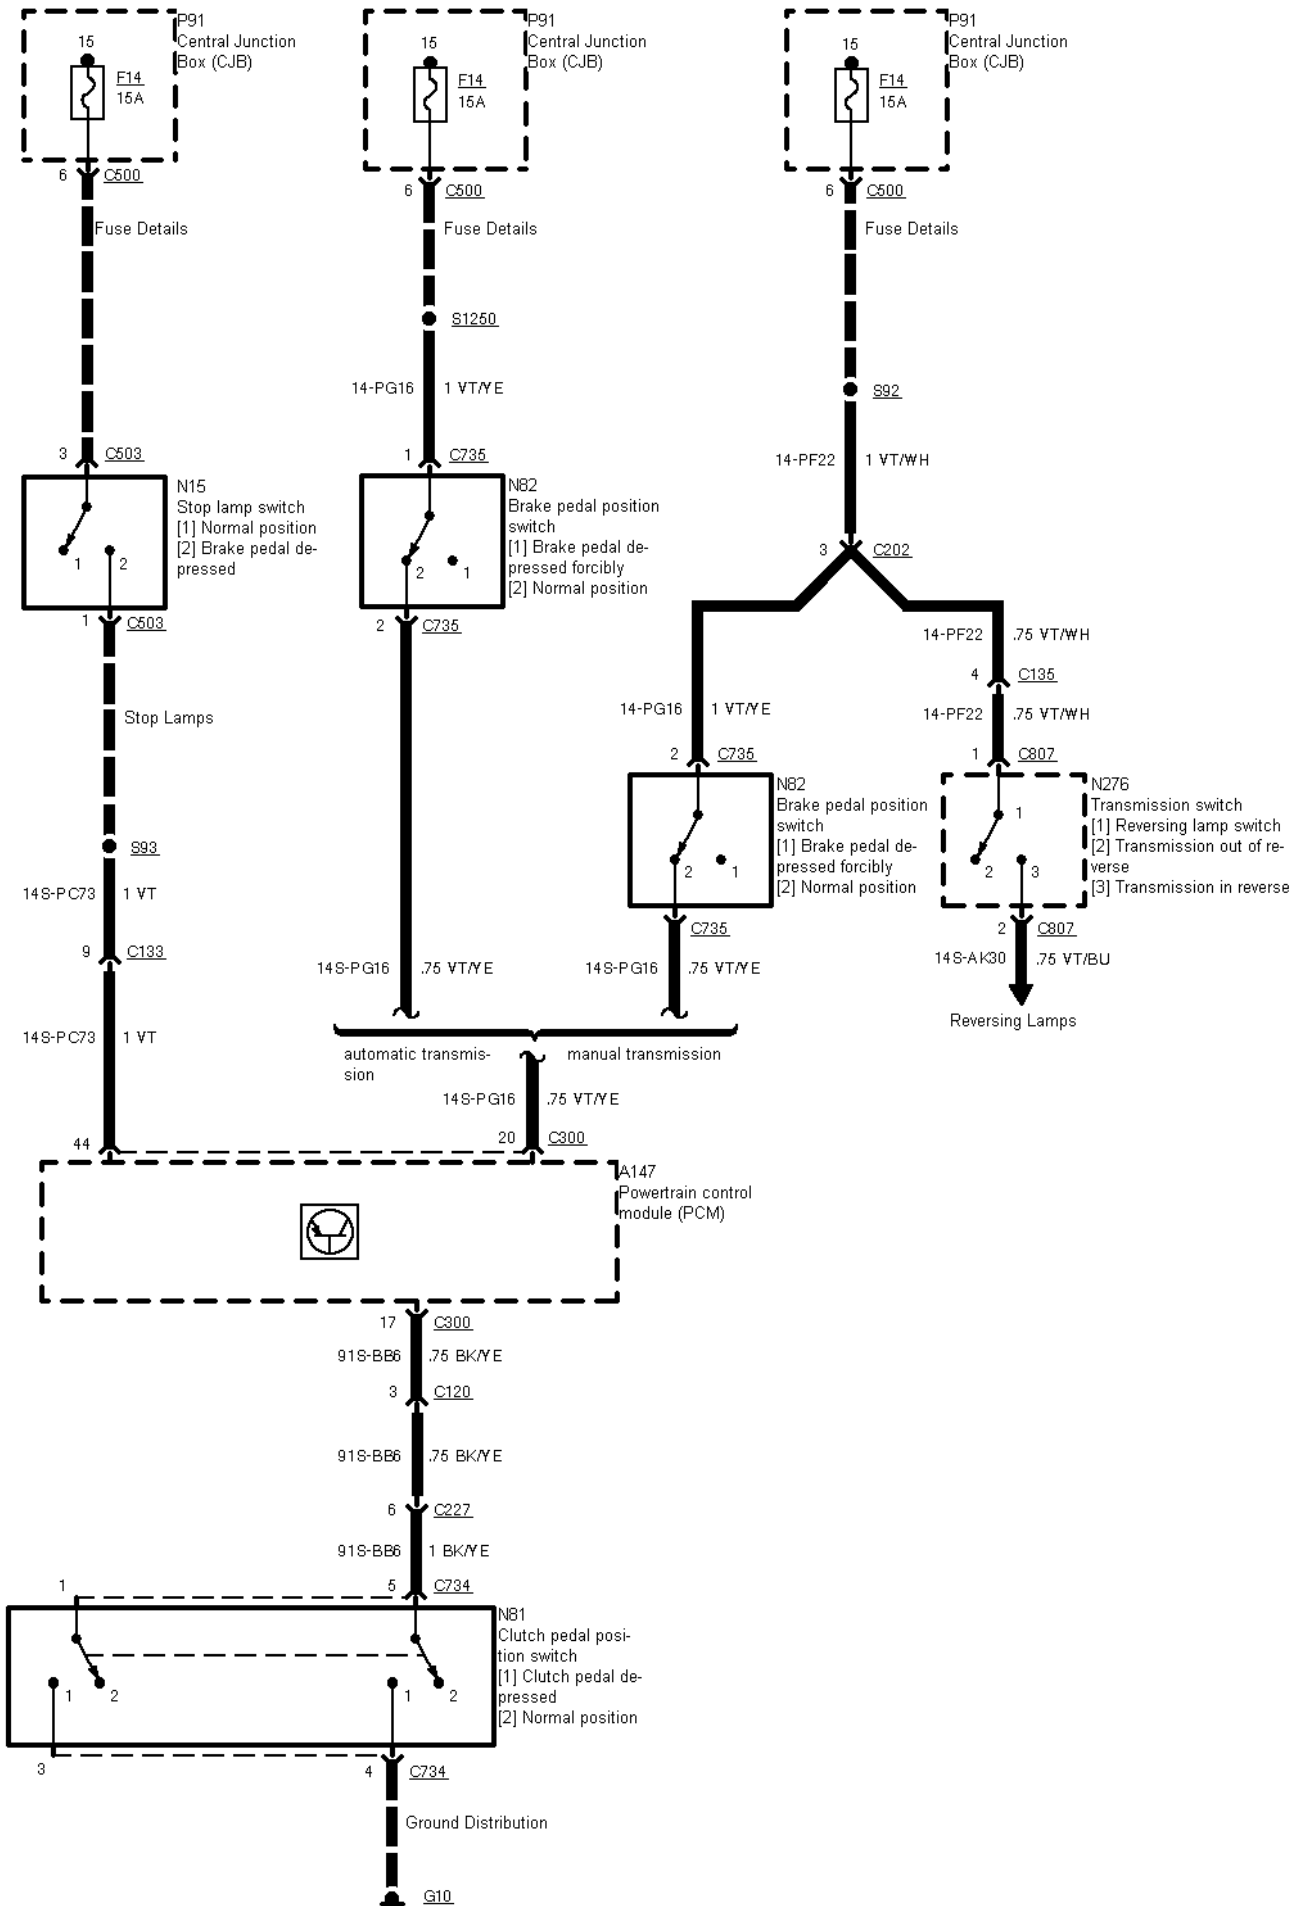 P91
Central Junction
Box (CJB)
15
F14
15A
6 C500
Fuse Details
3 C503
N15
Stop lamp switch
[1] Normal position
[2] Brake pedal de-
pressed
1
2
1 C503
Stop Lamps
S93
14S-PC73 1 VT
9 C133
14S-PC73 1 VT
44
P91
Central Junction
Box (CJB)
15
F14
15A
6 C500
Fuse Details
S1250
14-PG16 1 VT/YE
1 C735
N82
Brake pedal position
switch
[1] Brake pedal de-
pressed forcibly
[2] Normal position
2
1
2 C735
14S-PG16 .75 VT/YE
automatic transmis-
sion
P91
Central Junction
Box (CJB)
15
F14
15A
6 C500
Fuse Details
S92
14-PF22 1 VT/WH
3 C202
14-PG16 1 VT/YE
2 C735
N82
Brake pedal position
switch
[1] Brake pedal de-
pressed forcibly
[2] Normal position
2
1
C735
14S-PG16 .75 VT/YE
manual transmission
14-PF22 .75 VT/WH
4 C135
14-PF22 .75 VT/WH
1 C807
N276
Transmission switch
[1] Reversing lamp switch
[2] Transmission out of re-
verse
[3] Transmission in reverse
1
2
3
2 C807
14S-AK30 .75 VT/BU
Reversing Lamps
14S-PG16 .75 VT/YE
20 C300
A147
Powertrain control
module (PCM)
17 C300
91S-BB6 .75 BK/YE
3 C120
91S-BB6 .75 BK/YE
6 C227
91S-BB6 1 BK/YE
1
5 C734
N81
Clutch pedal posi-
tion switch
[1] Clutch pedal de-
pressed
[2] Normal position
1
2
1
2
3
4 C734
Ground Distribution
G10